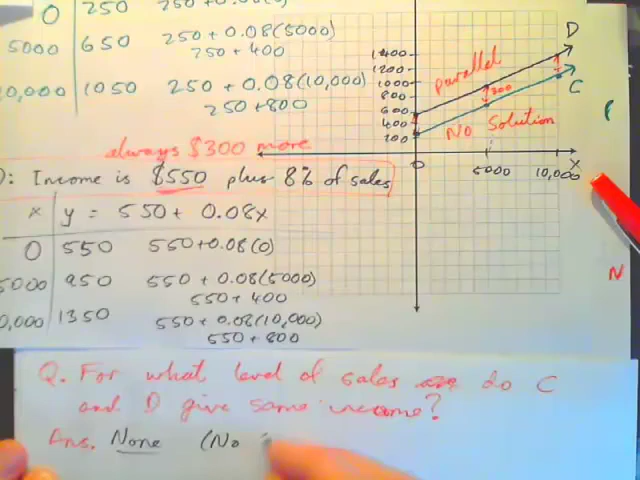 0 250 250 + 0.08(0)
5000 650 250 + 0.08(5000)
250 + 400
10,000 1050 250 + 0.08(10,000)
250 + 800
always $300 more
D): Income is $550 plus 8% of sales
x y = 550 + 0.08x
0 550 550 + 0.08(0)
5000 950 550 + 0.08(5000)
550 + 400
0,000 1350 550 + 0.08(10,000)
550 + 800
1400
1200
1000
800
600
400
200
parallel
D
C
300
No Solution
0 5000 10,000 x
N
Q. For what level of sales do C
and D give same income?
Ans. None (No